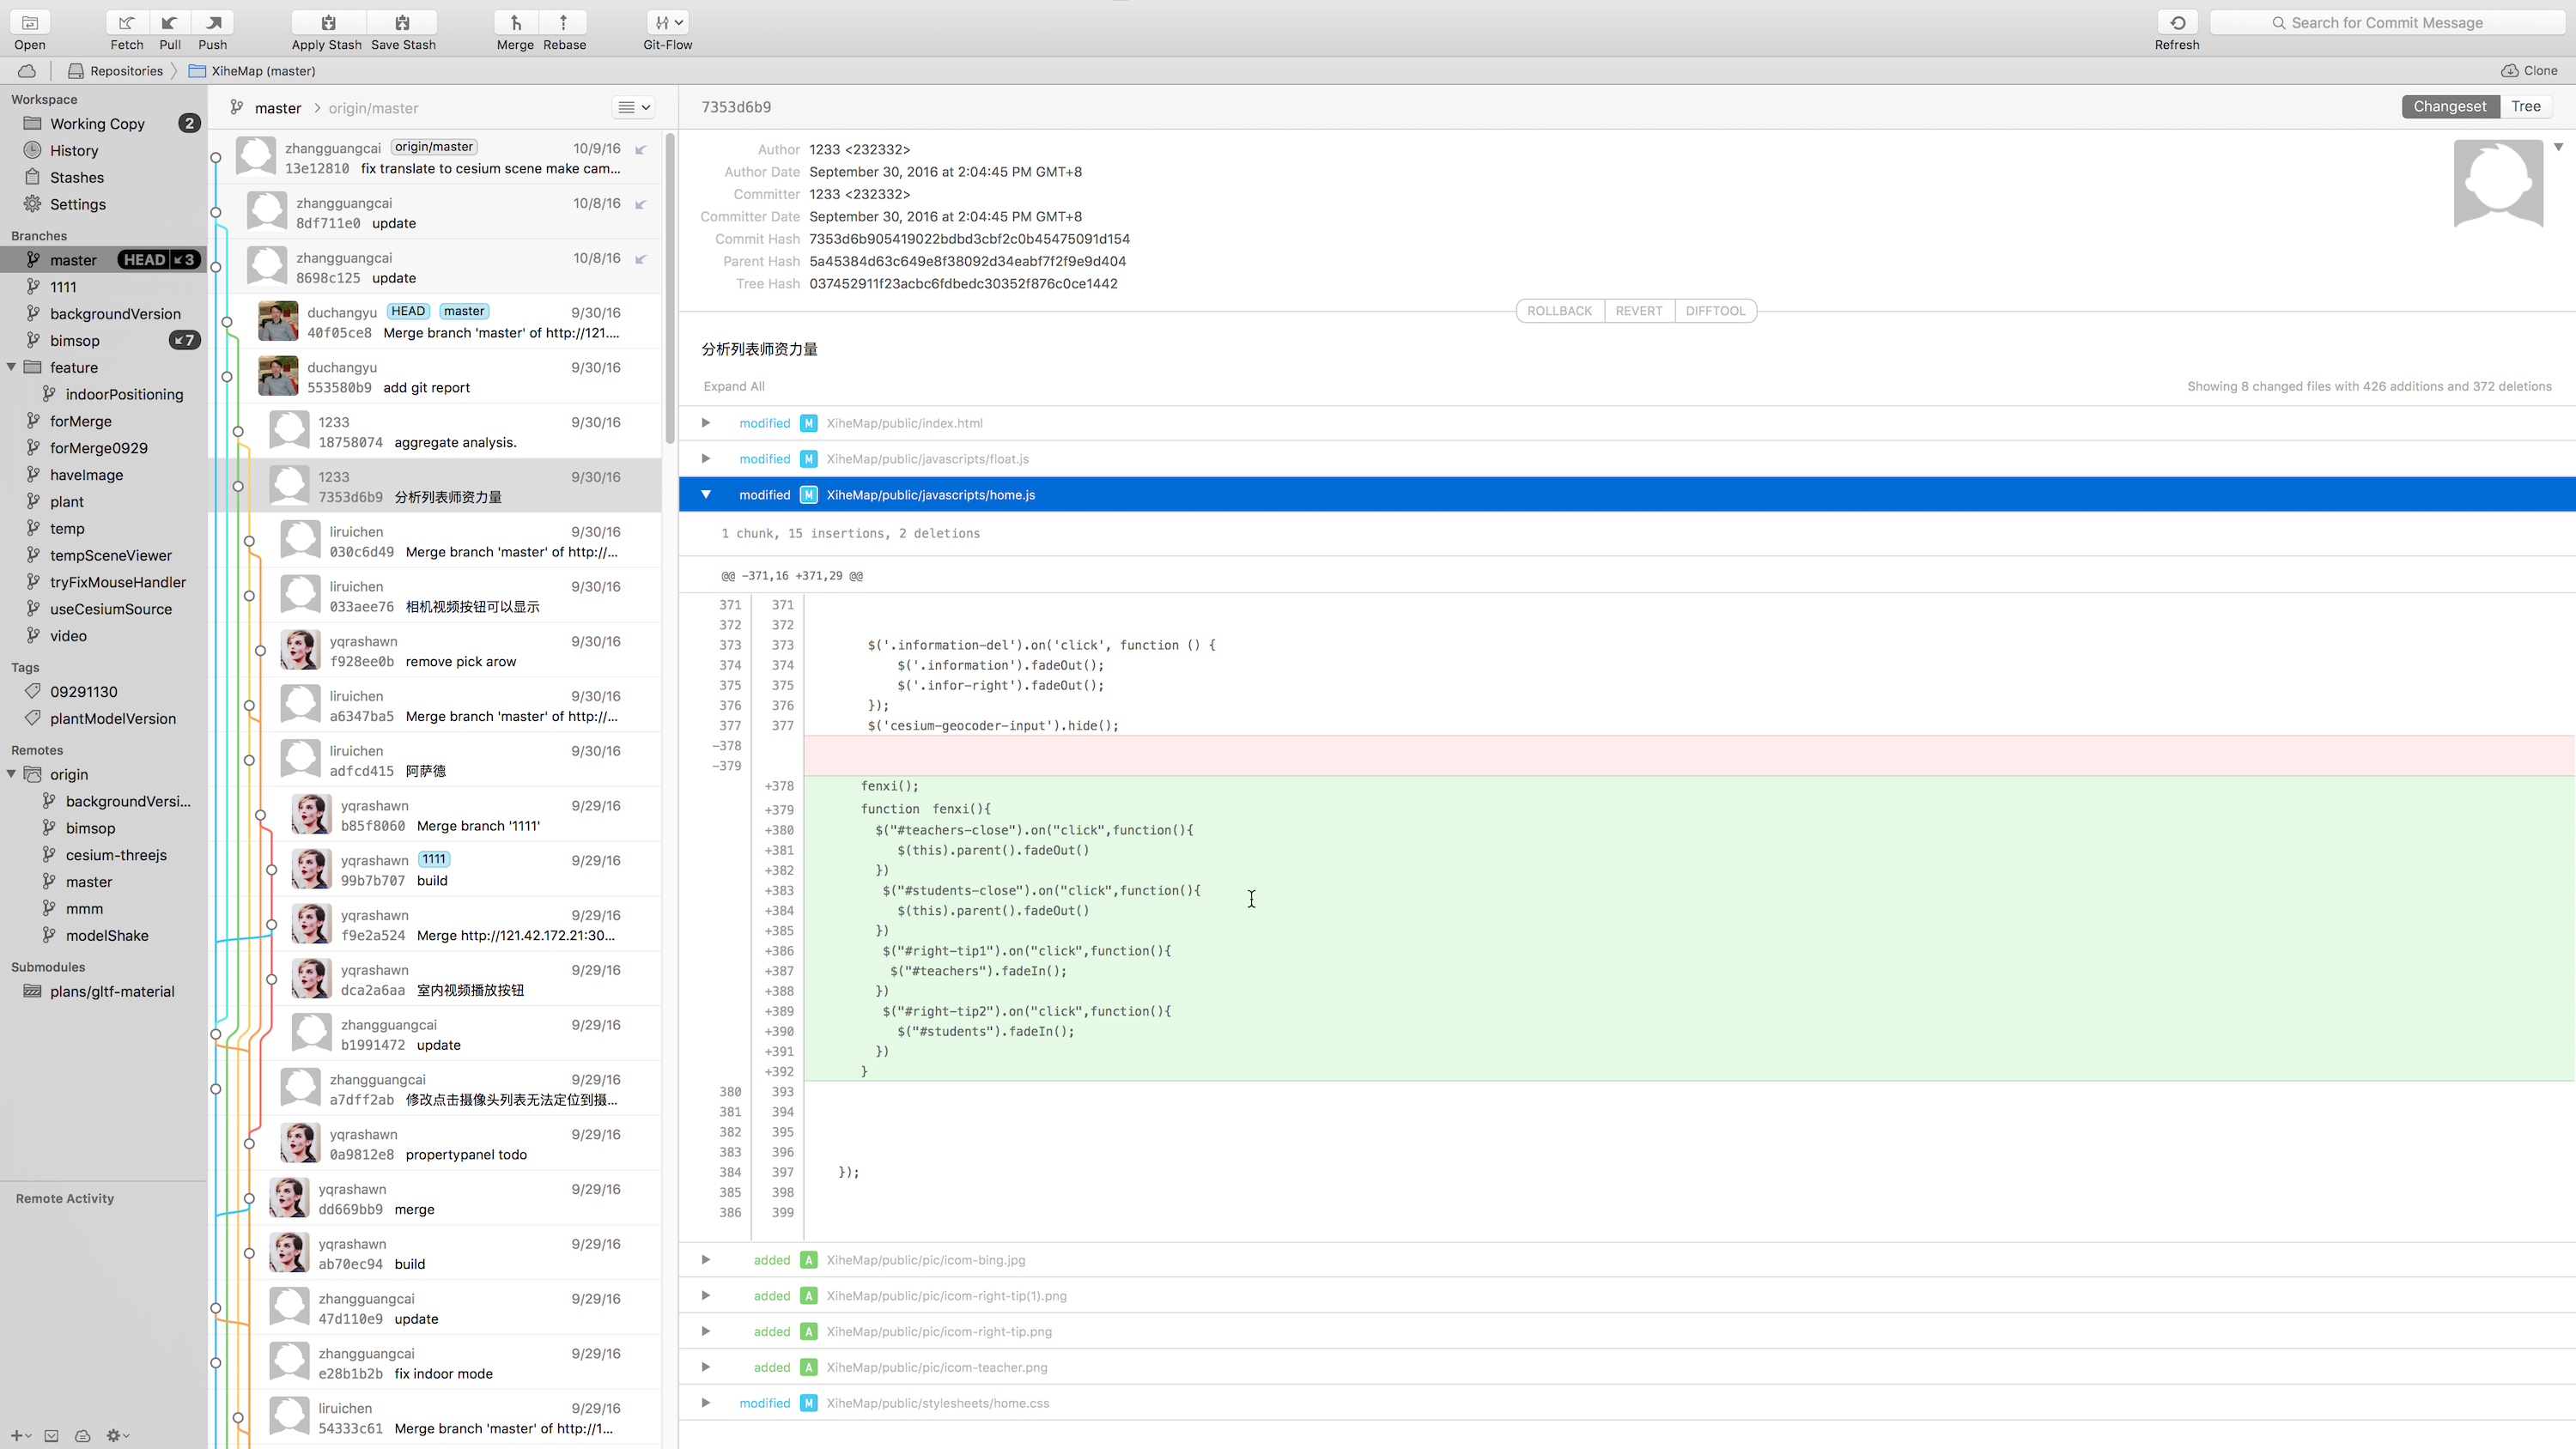 Open Fetch Pull Push Apply Stash Save Stash Merge Rebase Git-Flow Refresh Search for Commit Message
Repositories XiheMap (master) Clone
Workspace
Working Copy 2
History
Stashes
Settings
Branches
master HEAD 3
1111
backgroundVersion
bimsop 7
feature
indoorPositioning
forMerge
forMerge0929
haveImage
plant
temp
tempSceneViewer
tryFixMouseHandler
useCesiumSource
video
Tags
09291130
plantModelVersion
Remotes
origin
backgroundVersi...
bimsop
cesium-threejs
master
mmm
modelShake
Submodules
plans/gltf-material
Remote Activity
master > origin/master
zhangguangcai origin/master 10/9/16
13e12810 fix translate to cesium scene make cam...
zhangguangcai 10/8/16
8df711e0 update
zhangguangcai 10/8/16
8698c125 update
duchangyu HEAD master 9/30/16
40f05ce8 Merge branch 'master' of http://121....
duchangyu 9/30/16
553580b9 add git report
1233 9/30/16
18758074 aggregate analysis.
1233 9/30/16
7353d6b9 分析列表师资力量
liruichen 9/30/16
030c6d49 Merge branch 'master' of http://...
liruichen 9/30/16
033aee76 相机视频按钮可以显示
yqrashawn 9/30/16
f928ee0b remove pick arow
liruichen 9/30/16
a6347ba5 Merge branch 'master' of http://...
liruichen 9/30/16
adfcd415 阿萨德
yqrashawn 9/29/16
b85f8060 Merge branch '1111'
yqrashawn 1111 9/29/16
99b7b707 build
yqrashawn 9/29/16
f9e2a524 Merge http://121.42.172.21:30...
yqrashawn 9/29/16
dca2a6aa 室内视频播放按钮
zhangguangcai 9/29/16
b1991472 update
zhangguangcai 9/29/16
a7dff2ab 修改点击摄像头列表无法定位到摄...
yqrashawn 9/29/16
0a9812e8 propertypanel todo
yqrashawn 9/29/16
dd669bb9 merge
yqrashawn 9/29/16
ab70ec94 build
zhangguangcai 9/29/16
47d110e9 update
zhangguangcai 9/29/16
e28b1b2b fix indoor mode
liruichen 9/29/16
54333c61 Merge branch 'master' of http://1...
7353d6b9 Changeset Tree
Author 1233 <232332>
Author Date September 30, 2016 at 2:04:45 PM GMT+8
Committer 1233 <232332>
Committer Date September 30, 2016 at 2:04:45 PM GMT+8
Commit Hash 7353d6b905419022bdbd3cbf2c0b45475091d154
Parent Hash 5a45384d63c649e8f38092d34eabf7f2f9e9d404
Tree Hash 037452911f23acbc6fdbedc30352f876c0ce1442
ROLLBACK REVERT DIFFTOOL
分析列表师资力量
Expand All Showing 8 changed files with 426 additions and 372 deletions
modified M XiheMap/public/index.html
modified M XiheMap/public/javascripts/float.js
modified M XiheMap/public/javascripts/home.js
1 chunk, 15 insertions, 2 deletions
@@ -371,16 +371,29 @@
371 371
372 372
373 373 $('.information-del').on('click', function () {
374 374 $('.information').fadeOut();
375 375 $('.infor-right').fadeOut();
376 376 });
377 377 $('cesium-geocoder-input').hide();
-378
-379
+378 fenxi();
+379 function fenxi(){
+380 $("#teachers-close").on("click",function(){
+381 $(this).parent().fadeOut()
+382 })
+383 $("#students-close").on("click",function(){
+384 $(this).parent().fadeOut()
+385 })
+386 $("#right-tip1").on("click",function(){
+387 $("#teachers").fadeIn();
+388 })
+389 $("#right-tip2").on("click",function(){
+390 $("#students").fadeIn();
+391 })
+392 }
380 393
381 394
382 395
383 396
384 397 });
385 398
386 399
added A XiheMap/public/pic/icom-bing.jpg
added A XiheMap/public/pic/icom-right-tip(1).png
added A XiheMap/public/pic/icom-right-tip.png
added A XiheMap/public/pic/icom-teacher.png
modified M XiheMap/public/stylesheets/home.css